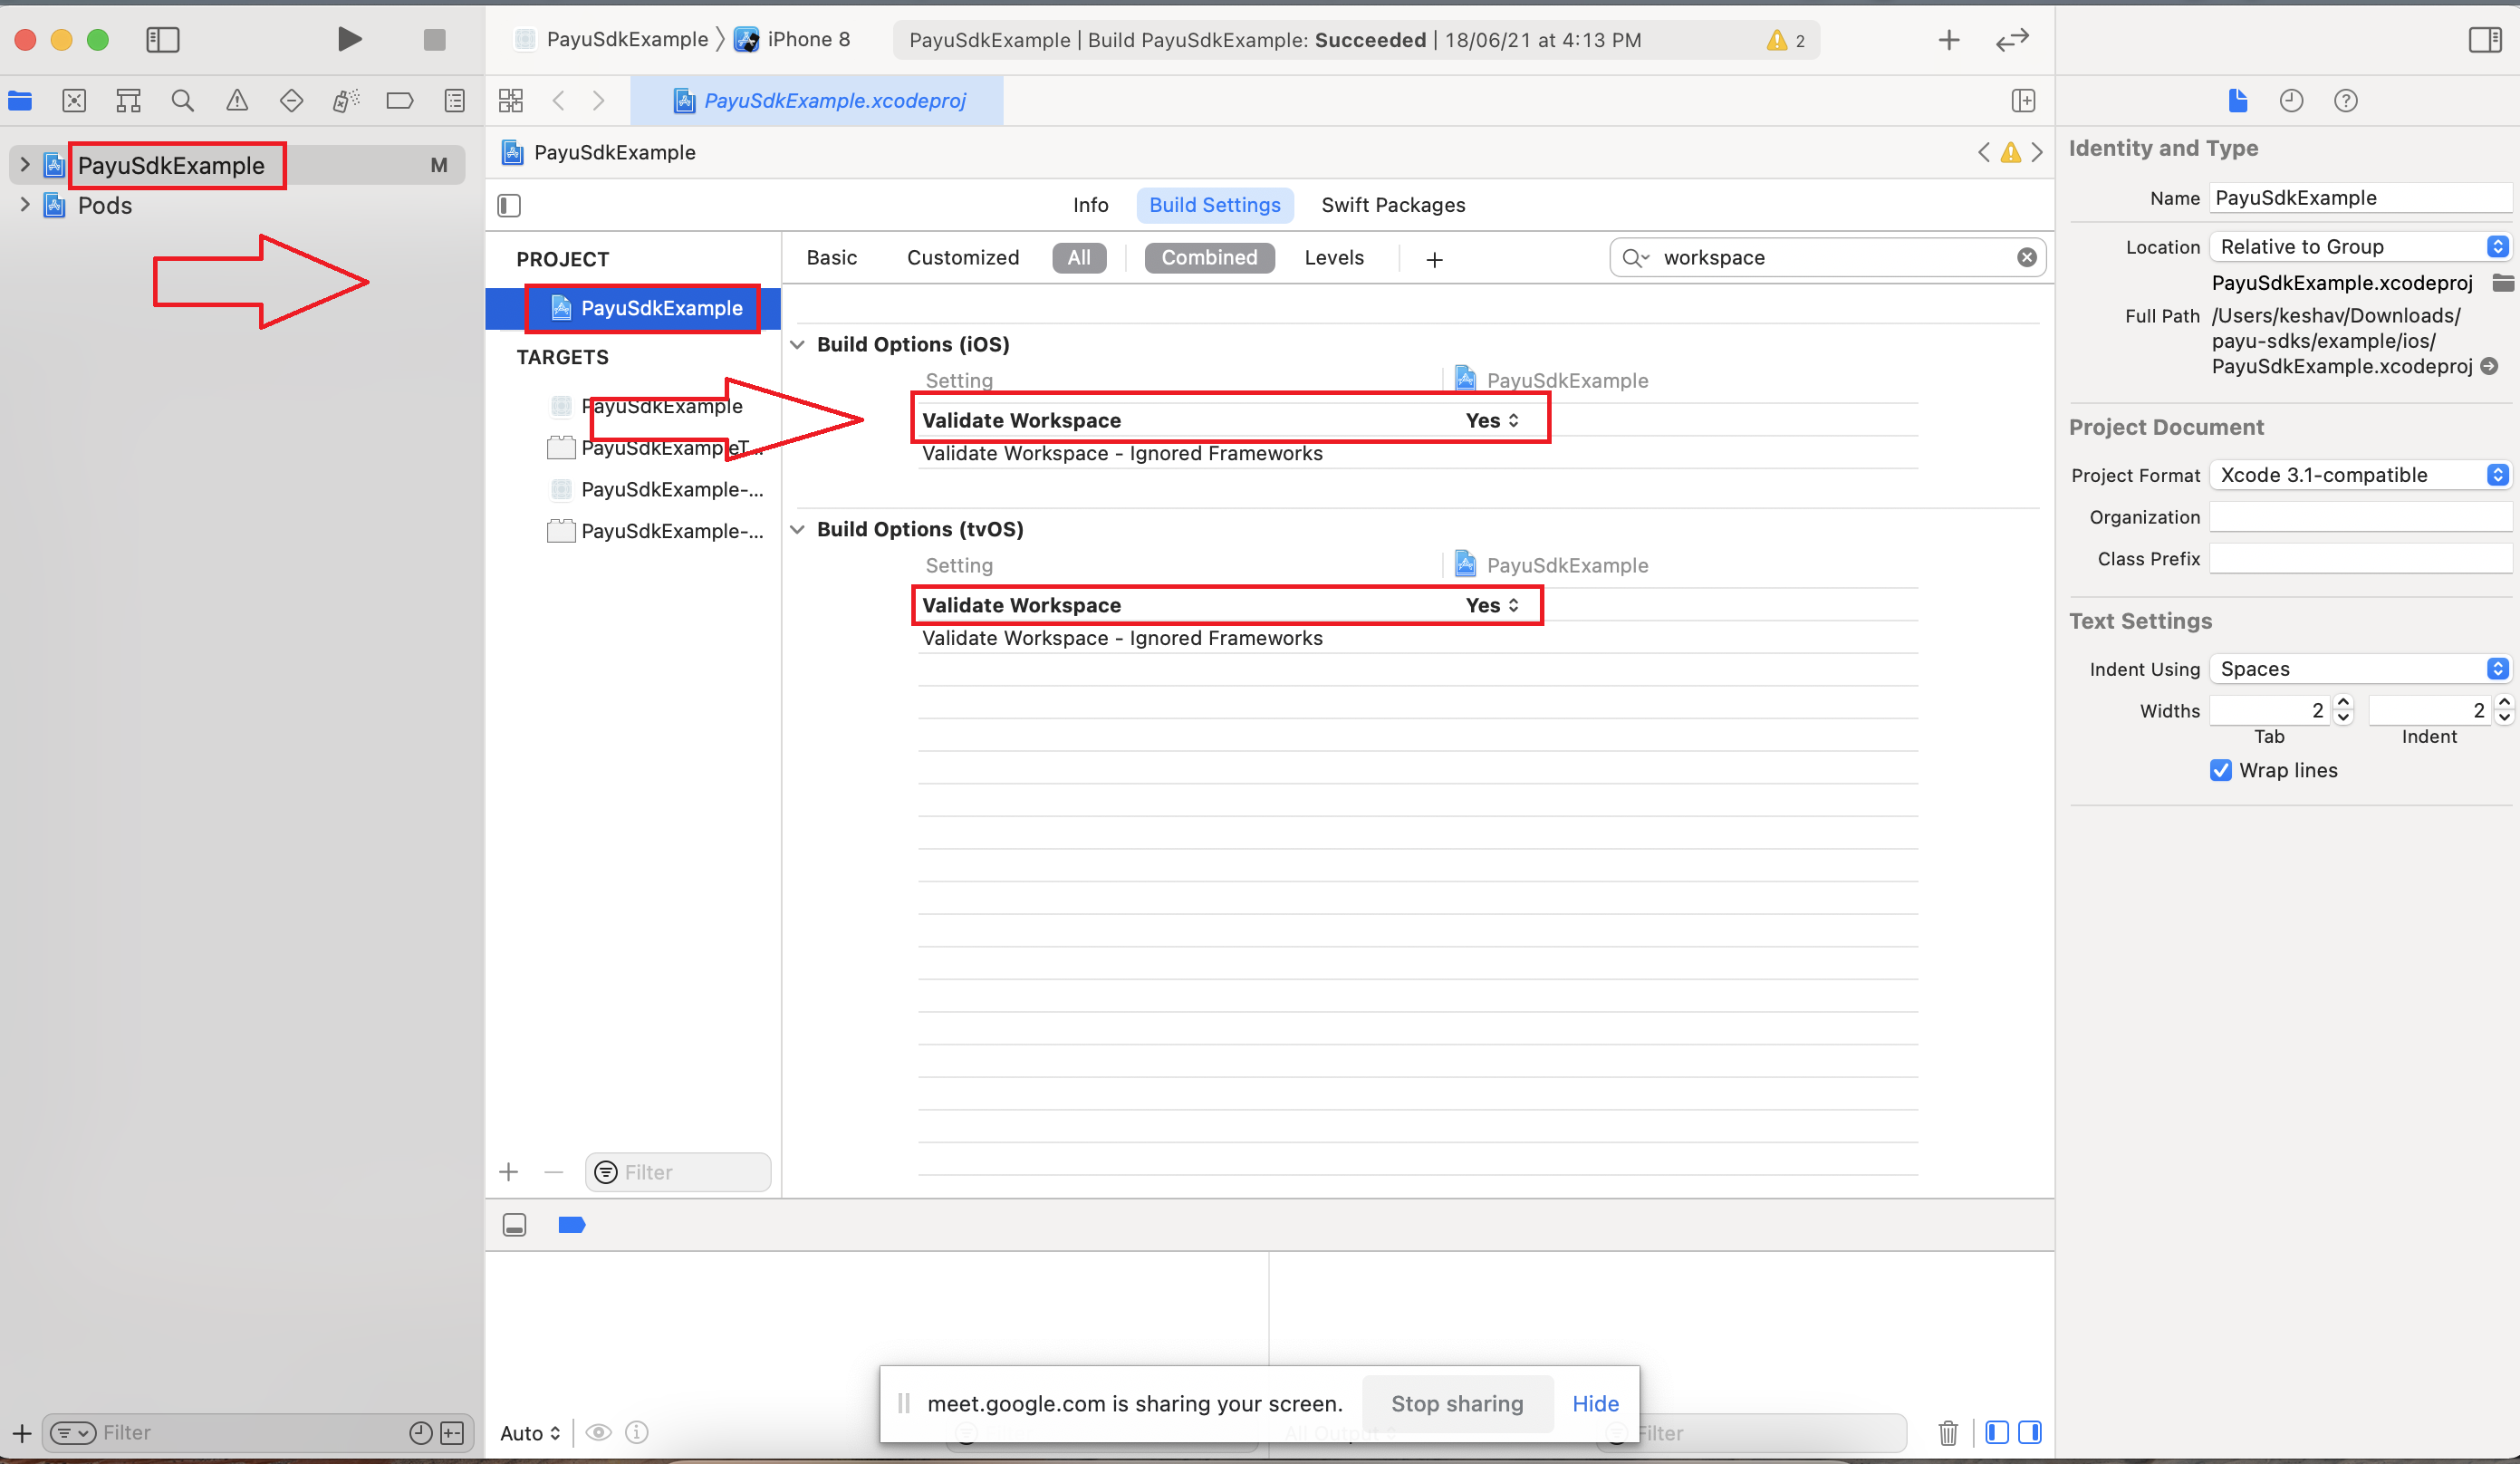 PayuSdkExample
iPhone 8
PayuSdkExample | Build PayuSdkExample: Succeeded | 18/06/21 at 4:13 PM
2
PayuSdkExample.xcodeproj
PayuSdkExample
M
Pods
PayuSdkExample
Info
Build Settings
Swift Packages
PROJECT
PayuSdkExample
TARGETS
PayuSdkExample
PayuSdkExampleT...
PayuSdkExample-...
PayuSdkExample-...
Basic
Customized
All
Combined
Levels
workspace
Build Options (iOS)
Setting
PayuSdkExample
Validate Workspace
Yes
Validate Workspace - Ignored Frameworks
Build Options (tvOS)
Setting
PayuSdkExample
Validate Workspace
Yes
Validate Workspace - Ignored Frameworks
Filter
Identity and Type
Name
PayuSdkExample
Location
Relative to Group
PayuSdkExample.xcodeproj
Full Path
/Users/keshav/Downloads/
payu-sdks/example/ios/
PayuSdkExample.xcodeproj
Project Document
Project Format
Xcode 3.1-compatible
Organization
Class Prefix
Text Settings
Indent Using
Spaces
Widths
2
2
Tab
Indent
Wrap lines
meet.google.com is sharing your screen.
Stop sharing
Hide
Filter
Auto
All Output
Filter